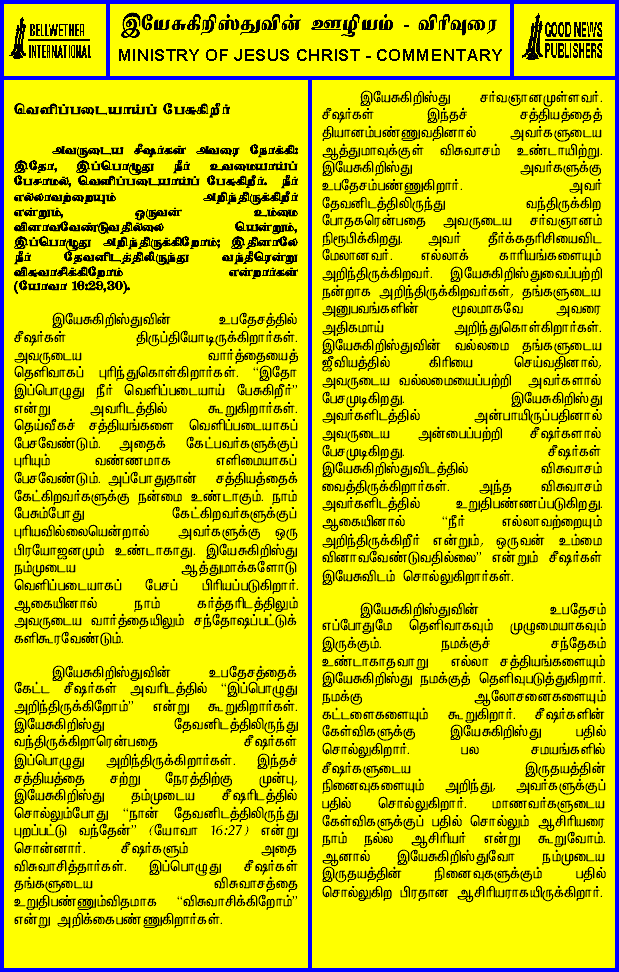 BELLWETHER
INTERNATIONAL
இயேசுகிறிஸ்துவின் ஊழியம் - விரிவுரை
MINISTRY OF JESUS CHRIST - COMMENTARY
GOOD NEWS
PUBLISHERS
வெளிப்படையாய்ப் பேசுகிறீர்
அவருடைய சீஷர்கள் அவரை நோக்கி:
இதோ, இப்பொழுது நீர் உவமையாய்ப்
பேசாமல், வெளிப்படையாய்ப் பேசுகிறீர். நீர்
எல்லாவற்றையும் அறிந்திருக்கிறீர்
என்றும், ஒருவன் உம்மை
வினாவவேண்டுவதில்லை யென்றும்,
இப்பொழுது அறிந்திருக்கிறோம்; இதினாலே
நீர் தேவனிடத்திலிருந்து வந்தீரென்று
விசுவாசிக்கிறோம் என்றார்கள்
(யோவா 16:29,30).
இயேசுகிறிஸ்துவின் உபதேசத்தில்
சீஷர்கள் திருப்தியோடிருக்கிறார்கள்.
அவருடைய வார்த்தையைத்
தெளிவாகப் புரிந்துகொள்கிறார்கள். “இதோ
இப்பொழுது நீர் வெளிப்படையாய் பேசுகிறீர்”
என்று அவரிடத்தில் கூறுகிறார்கள்.
தெய்வீகச் சத்தியங்களை வெளிப்படையாகப்
பேசவேண்டும். அதைக் கேட்பவர்களுக்குப்
புரியும் வண்ணமாக எளிமையாகப்
பேசவேண்டும். அப்போதுதான் சத்தியத்தைக்
கேட்கிறவர்களுக்கு நன்மை உண்டாகும். நாம்
பேசும்போது கேட்கிறவர்களுக்குப்
புரியவில்லையென்றால் அவர்களுக்கு ஒரு
பிரயோஜனமும் உண்டாகாது. இயேசுகிறிஸ்து
நம்முடைய ஆத்துமாக்களோடு
வெளிப்படையாகப் பேசப் பிரியப்படுகிறார்.
ஆகையினால் நாம் கர்த்தரிடத்திலும்
அவருடைய வார்த்தையிலும் சந்தோஷப்பட்டுக்
களிகூரவேண்டும்.
இயேசுகிறிஸ்துவின் உபதேசத்தைக்
கேட்ட சீஷர்கள் அவரிடத்தில் “இப்பொழுது
அறிந்திருக்கிறோம்” என்று கூறுகிறார்கள்.
இயேசுகிறிஸ்து தேவனிடத்திலிருந்து
வந்திருக்கிறாரென்பதை சீஷர்கள்
இப்பொழுது அறிந்திருக்கிறார்கள். இந்தச்
சத்தியத்தை சற்று நேரத்திற்கு முன்பு,
இயேசுகிறிஸ்து தம்முடைய சீஷரிடத்தில்
சொல்லும்போது “நான் தேவனிடத்திலிருந்து
புறப்பட்டு வந்தேன்” (யோவா 16:27) என்று
சொன்னார். சீஷர்களும் அதை
விசுவாசித்தார்கள். இப்பொழுது சீஷர்கள்
தங்களுடைய விசுவாசத்தை
உறுதிபண்ணும்விதமாக “விசுவாசிக்கிறோம்”
என்று அறிக்கைபண்ணுகிறார்கள்.
இயேசுகிறிஸ்து சர்வஞானமுள்ளவர்.
சீஷர்கள் இந்தச் சத்தியத்தைத்
தியானம்பண்ணுவதினால் அவர்களுடைய
ஆத்துமாவுக்குள் விசுவாசம் உண்டாயிற்று.
இயேசுகிறிஸ்து அவர்களுக்கு
உபதேசம்பண்ணுகிறார். அவர்
தேவனிடத்திலிருந்து வந்திருக்கிற
போதகரென்பதை அவருடைய சர்வஞானம்
நிரூபிக்கிறது. அவர் தீர்க்கதரிசியைவிட
மேலானவர். எல்லாக் காரியங்களையும்
அறிந்திருக்கிறவர். இயேசுகிறிஸ்துவைப்பற்றி
நன்றாக அறிந்திருக்கிறவர்கள், தங்களுடைய
அனுபவங்களின் மூலமாகவே அவரை
அதிகமாய் அறிந்துகொள்கிறார்கள்.
இயேசுகிறிஸ்துவின் வல்லமை தங்களுடைய
ஜீவியத்தில் கிரியை செய்வதினால்,
அவருடைய வல்லமையைப்பற்றி அவர்களால்
பேசமுடிகிறது. இயேசுகிறிஸ்து
அவர்களிடத்தில் அன்பாயிருப்பதினால்
அவருடைய அன்பைப்பற்றி சீஷர்களால்
பேசமுடிகிறது. சீஷர்கள்
இயேசுகிறிஸ்துவிடத்தில் விசுவாசம்
வைத்திருக்கிறார்கள். அந்த விசுவாசம்
அவர்களிடத்தில் உறுதிபண்ணப்படுகிறது.
ஆகையினால் “நீர் எல்லாவற்றையும்
அறிந்திருக்கிறீர் என்றும், ஒருவன் உம்மை
வினாவவேண்டுவதில்லை” என்றும் சீஷர்கள்
இயேசுவிடம் சொல்லுகிறார்கள்.
இயேசுகிறிஸ்துவின் உபதேசம்
எப்போதுமே தெளிவாகவும் முழுமையாகவும்
இருக்கும். நமக்குச் சந்தேகம்
உண்டாகாதவாறு எல்லா சத்தியங்களையும்
இயேசுகிறிஸ்து நமக்குத் தெளிவுபடுத்துகிறார்.
நமக்கு ஆலோசனைகளையும்
கட்டளைகளையும் கூறுகிறார். சீஷர்களின்
கேள்விகளுக்கு இயேசுகிறிஸ்து பதில்
சொல்லுகிறார். பல சமயங்களில்
சீஷர்களுடைய இருதயத்தின்
நினைவுகளையும் அறிந்து, அவர்களுக்குப்
பதில் சொல்லுகிறார். மாணவர்களுடைய
கேள்விகளுக்குப் பதில் சொல்லும் ஆசிரியரை
நாம் நல்ல ஆசிரியர் என்று கூறுவோம்.
ஆனால் இயேசுகிறிஸ்துவோ நம்முடைய
இருதயத்தின் நினைவுகளுக்கும் பதில்
சொல்லுகிற பிரதான ஆசிரியராகயிருக்கிறார்.